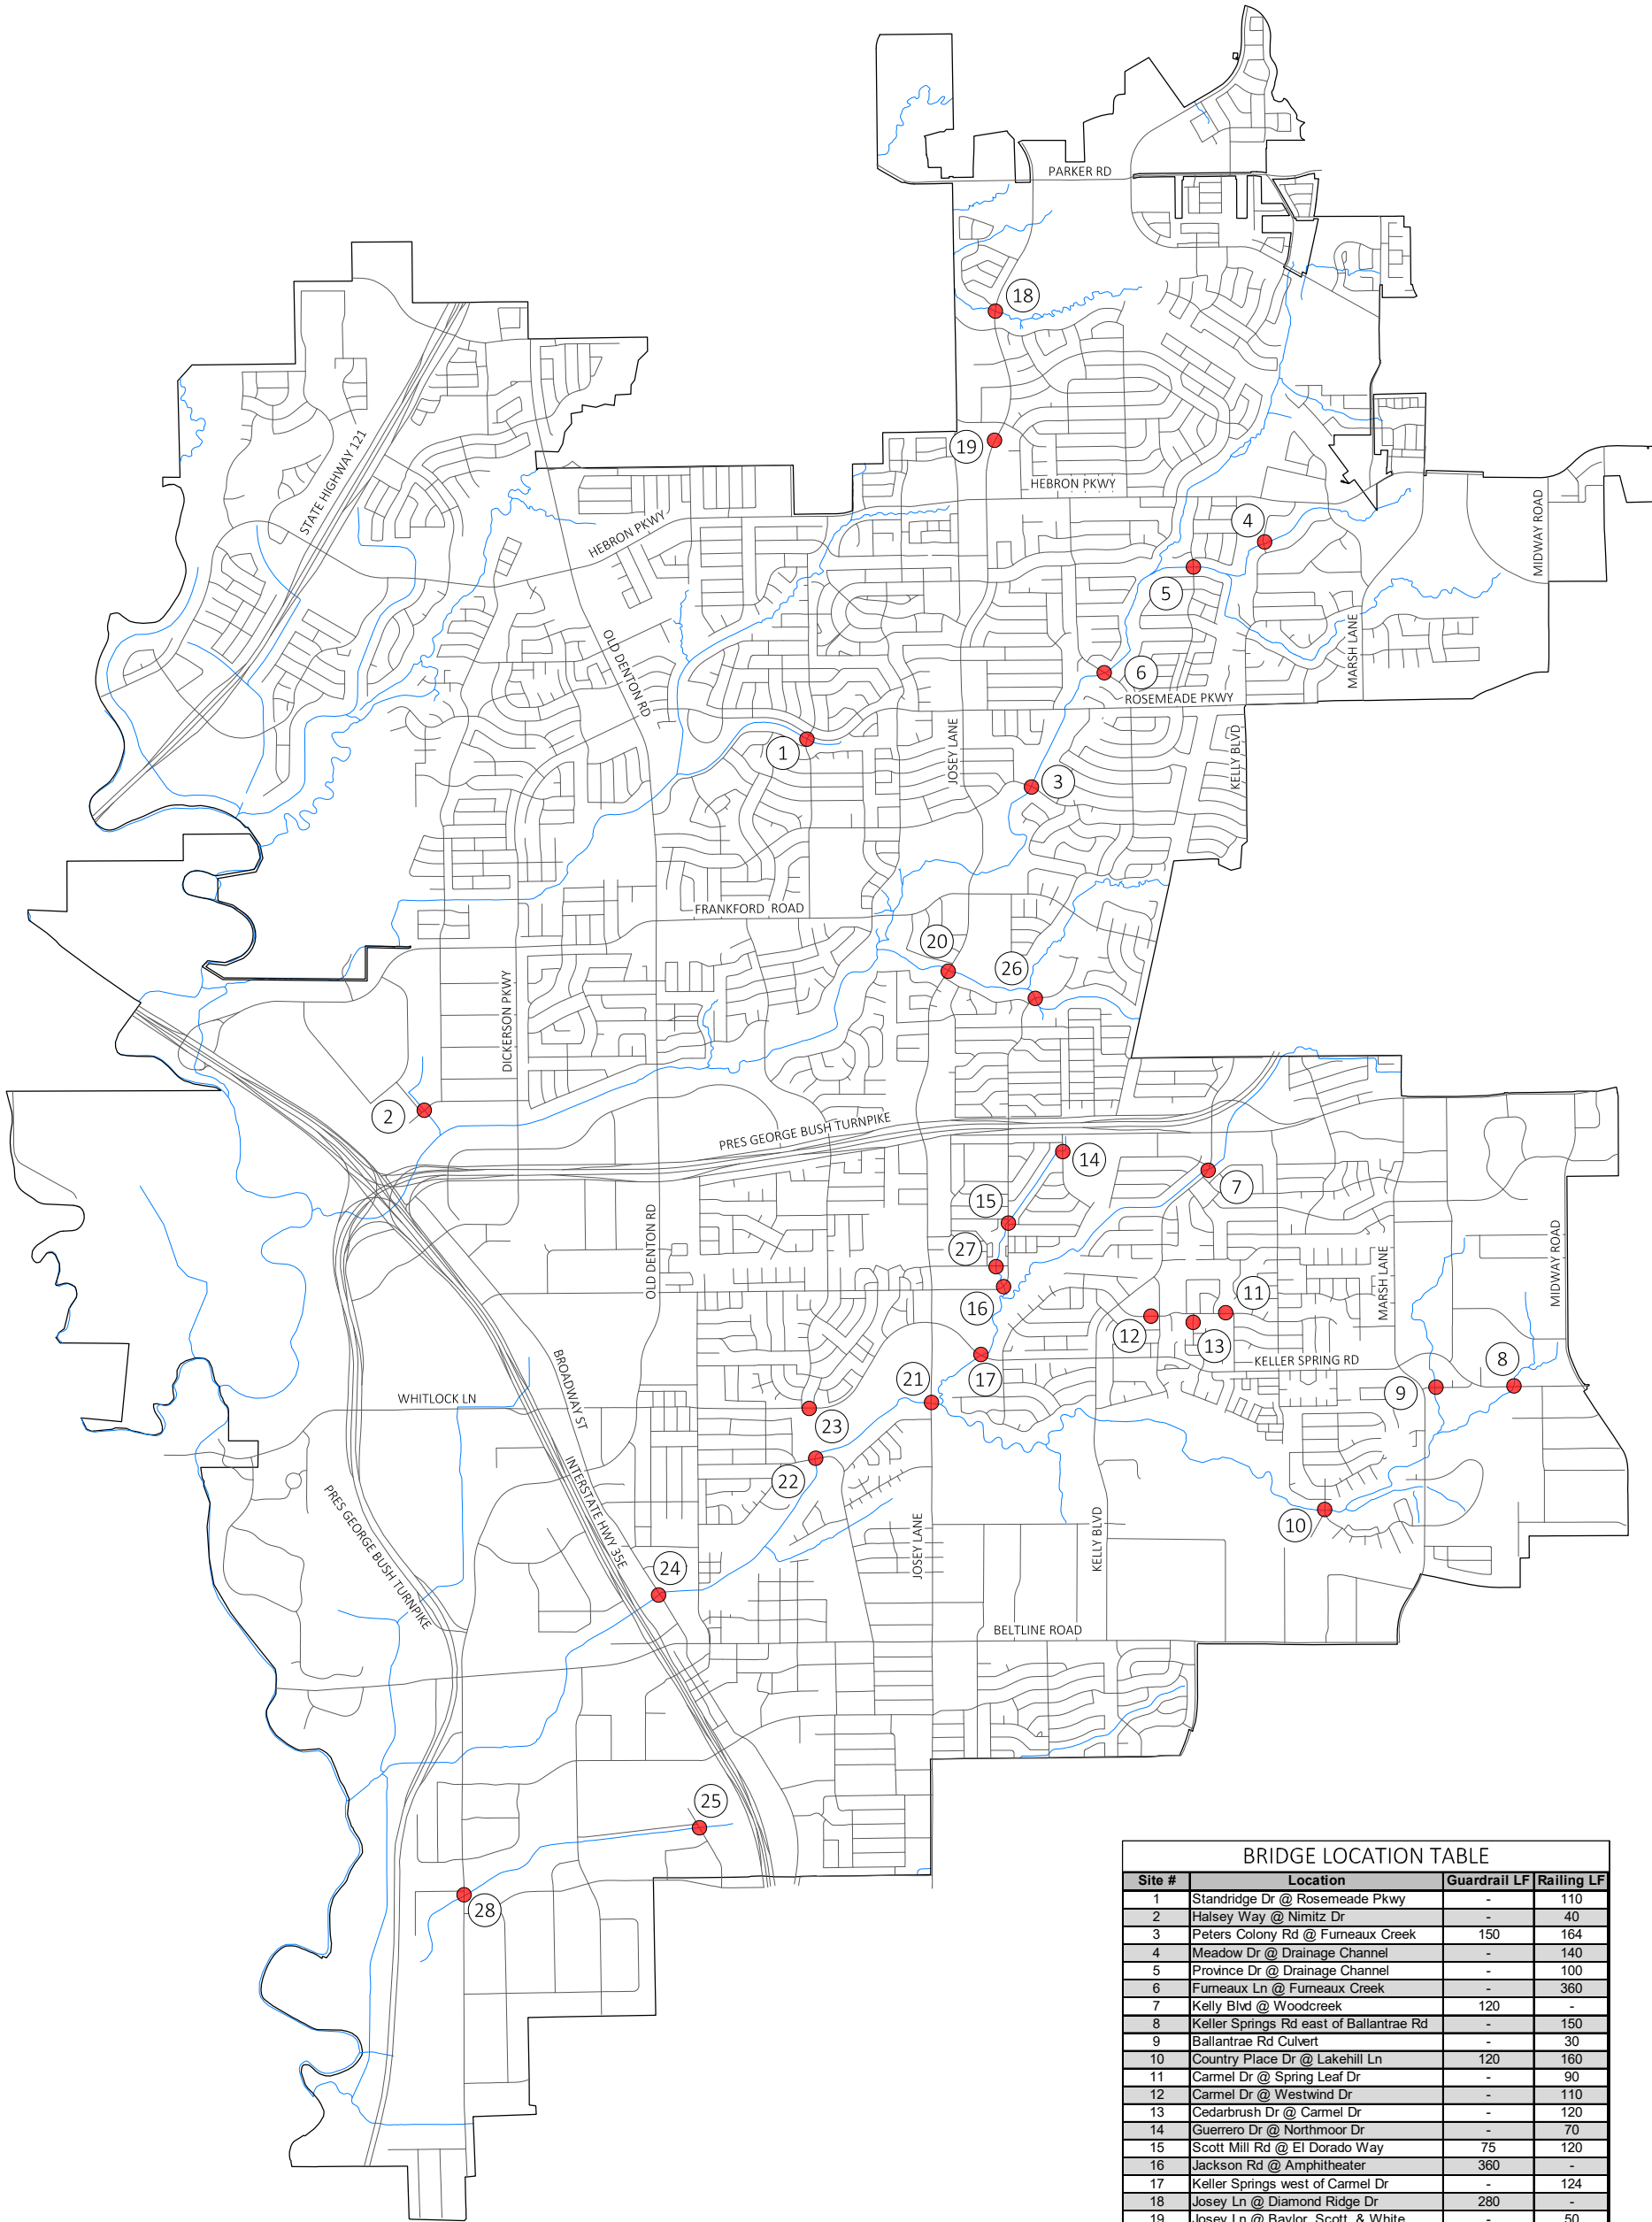 PARKER RD
18
STATE HIGHWAY 121
19
HEBRON PKWY
HEBRON PKWY
4
MIDWAY ROAD
5
OLD DENTON RD
MARSH LANE
6
ROSEMEADE PKWY
1
JOSEY LANE
KELLY BLVD
3
FRANKFORD ROAD
20
26
DICKERSON PKWY
2
PRES GEORGE BUSH TURNPIKE
14
7
15
OLD DENTON RD
27
MARSH LANE
MIDWAY ROAD
16
11
12
13
KELLER SPRING RD
8
BROADWAY ST
17
9
21
WHITLOCK LN
23
22
INTERSTATE HWY 35E
PRES GEORGE BUSH TURNPIKE
10
JOSEY LANE
KELLY BLVD
24
BELTLINE ROAD
25
28
BRIDGE LOCATION TABLE
Site # Location Guardrail LF Railing LF
1 Standridge Dr @ Rosemeade Pkwy - 110
2 Halsey Way @ Nimitz Dr - 40
3 Peters Colony Rd @ Furneaux Creek 150 164
4 Meadow Dr @ Drainage Channel - 140
5 Province Dr @ Drainage Channel - 100
6 Furneaux Ln @ Furneaux Creek - 360
7 Kelly Blvd @ Woodcreek 120 -
8 Keller Springs Rd east of Ballantrae Rd - 150
9 Ballantrae Rd Culvert - 30
10 Country Place Dr @ Lakehill Ln 120 160
11 Carmel Dr @ Spring Leaf Dr - 90
12 Carmel Dr @ Westwind Dr - 110
13 Cedarbrush Dr @ Carmel Dr - 120
14 Guerrero Dr @ Northmoor Dr - 70
15 Scott Mill Rd @ El Dorado Way 75 120
16 Jackson Rd @ Amphitheater 360 -
17 Keller Springs west of Carmel Dr - 124
18 Josey Ln @ Diamond Ridge Dr 280 -
19 Josey Ln @ Baylor, Scott, & White - 50